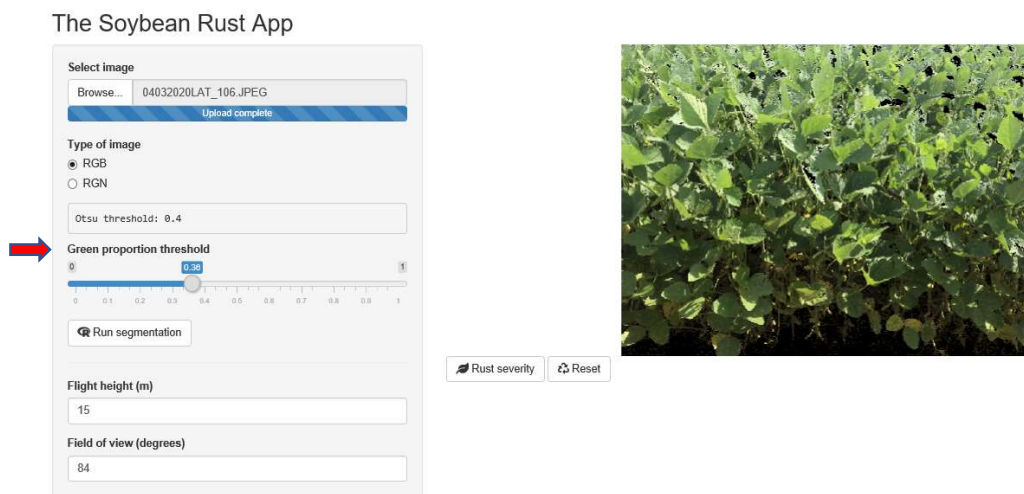 The Soybean Rust App
Select image
Browse... 04032020LAT_106.JPEG
Upload complete
Type of image
RGB
RGN
Otsu threshold: 0.4
Green proportion threshold
0 0.36 1
0 0.1 0.2 0.3 0.4 0.5 0.6 0.7 0.8 0.9 1
Run segmentation
Rust severity Reset
Flight height (m)
15
Field of view (degrees)
84